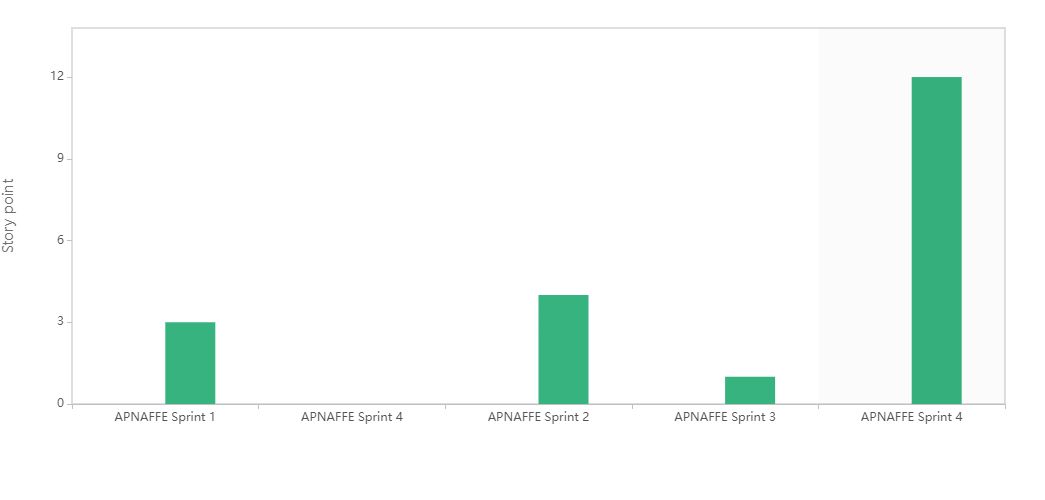 Story point
12
9
6
3
0
APNAFFE Sprint 1
APNAFFE Sprint 4
APNAFFE Sprint 2
APNAFFE Sprint 3
APNAFFE Sprint 4